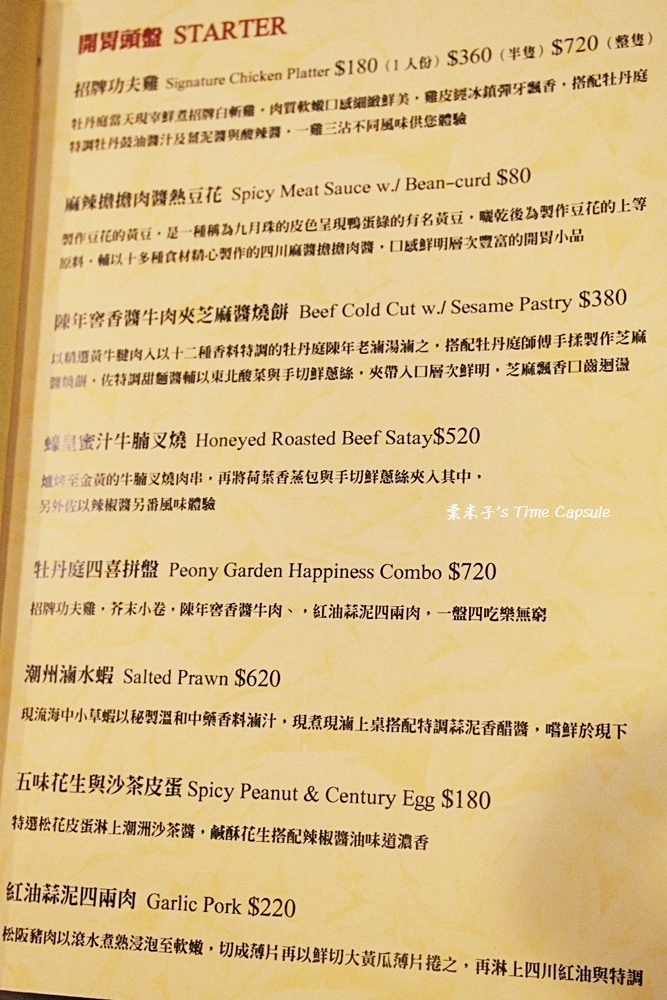 開胃頭盤 STARTER
招牌功夫雞 Signature Chicken Platter $180 (1 人份) $360 (半隻) $720 (整隻)
牡丹庭當天現宰鮮煮招牌白斬雞，肉質軟嫩口感細緻鮮美，雞皮經冰鎮彈牙飄香，搭配牡丹庭
特調牡丹鼓油醬汁及薑泥醬與酸辣醬，一雞三沾不同風味供您體驗
麻辣擔擔肉醬熱豆花 Spicy Meat Sauce w./ Bean-curd $80
製作豆花的黃豆，是一種稱為九月珠的皮色呈現鴨蛋綠的有名黃豆，曬乾後為製作豆花的上等
原料，輔以十多種食材精心製作的四川麻醬擔擔肉醬，口感鮮明層次豐富的開胃小品
陳年窖香醬牛肉夾芝麻醬燒餅 Beef Cold Cut w./ Sesame Pastry $380
以精選黃牛腱肉入以十二種香料特調的牡丹庭陳年老滷湯滷之，搭配牡丹庭師傅手揉製作芝麻
醬燒餅，佐特調甜麵醬輔以東北酸菜與手切鮮蔥絲，夾帶入口層次鮮明，芝麻飄香口齒迴盪
蠔皇蜜汁牛腩叉燒 Honeyed Roasted Beef Satay$520
爐烤至金黃的牛腩叉燒肉串，再將荷葉香蒸包與手切鮮蔥絲夾入其中，
另外佐以辣椒醬另番風味體驗
粟米子's Time Capsule
牡丹庭四喜拼盤 Peony Garden Happiness Combo $720
招牌功夫雞，芥末小卷，陳年窖香醬牛肉、，紅油蒜泥四兩肉，一盤四吃樂無窮
潮州滷水蝦 Salted Prawn $620
現流海中小草蝦以秘製溫和中藥香料滷汁，現煮現滷上桌搭配特調蒜泥香醋醬，嚐鮮於現下
五味花生與沙茶皮蛋 Spicy Peanut & Century Egg $180
特選松花皮蛋淋上潮洲沙茶醬，鹹酥花生搭配辣椒醬油味道濃香
紅油蒜泥四兩肉 Garlic Pork $220
松阪豬肉以滾水煮熟浸泡至軟嫩，切成薄片再以鮮切大黃瓜薄片捲之，再淋上四川紅油與特調